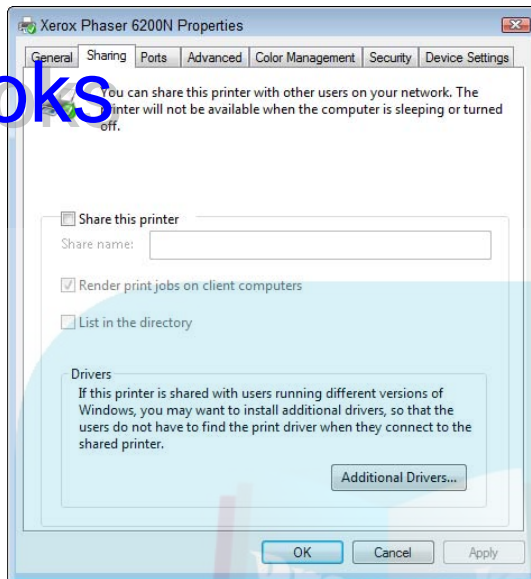 Xerox Phaser 6200N Properties
General Sharing Ports Advanced Color Management Security Device Settings
oks
You can share this printer with other users on your network. The
printer will not be available when the computer is sleeping or turned
off.
Share this printer
Share name:
Render print jobs on client computers
List in the directory
Drivers
If this printer is shared with users running different versions of
Windows, you may want to install additional drivers, so that the
users do not have to find the print driver when they connect to the
shared printer.
Additional Drivers...
OK Cancel Apply